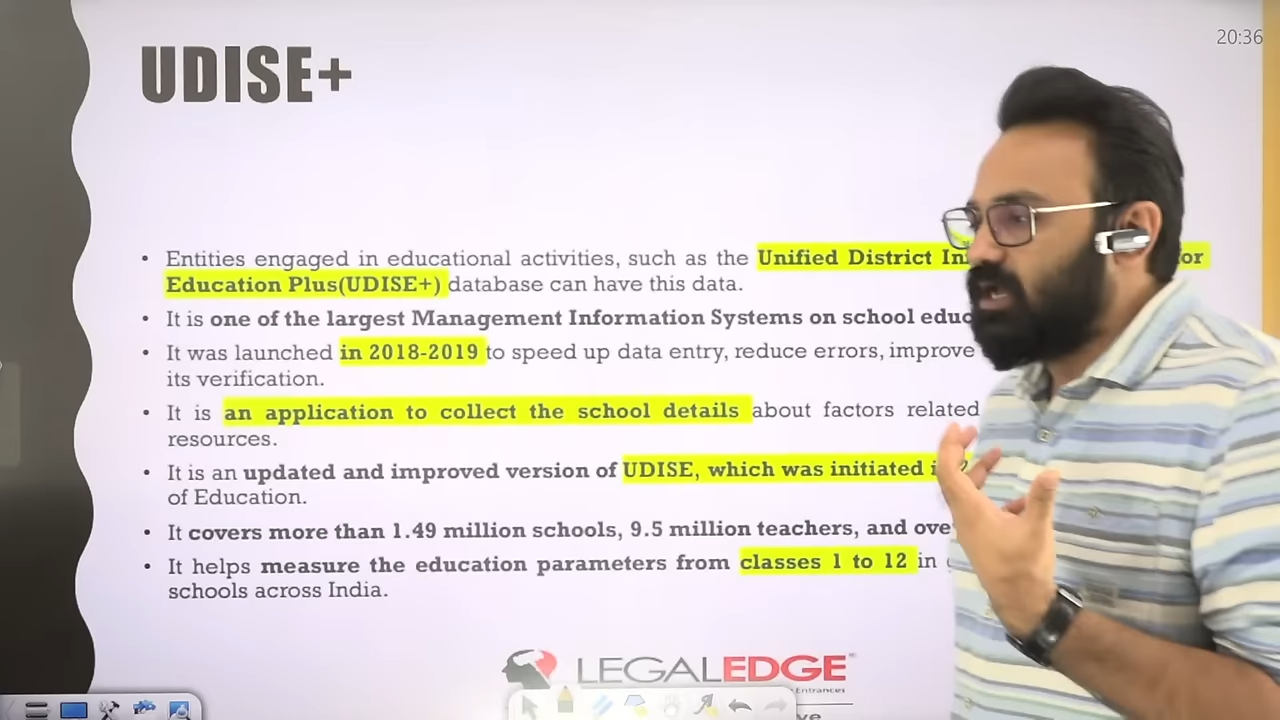 20:36
UDISE+
• Entities engaged in educational activities, such as the Unified District
Education Plus(UDISE+) database can have this data.
• It is one of the largest Management Information Systems on school
• It was launched in 2018-2019 to speed up data entry, reduce errors, improve
its verification.
• It is an application to collect the school details about factors related
resources.
• It is an updated and improved version of UDISE, which was initiated
of Education.
• It covers more than 1.49 million schools, 9.5 million teachers, and
• It helps measure the education parameters from classes 1 to 12 in
schools across India.
LEGALEDGE
Entrances